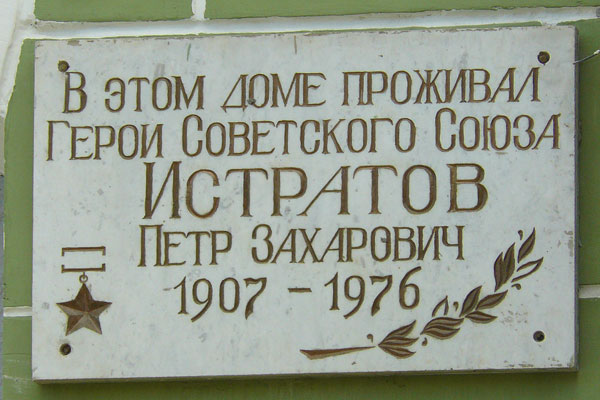 В ЭТОМ ДОМЕ ПРОЖИВАЛ
ГЕРОИ СОВЕТСКОГО СОЮЗА
ИСТРАТОВ
ПЕТР ЗАХАРОВИЧ
1907 - 1976